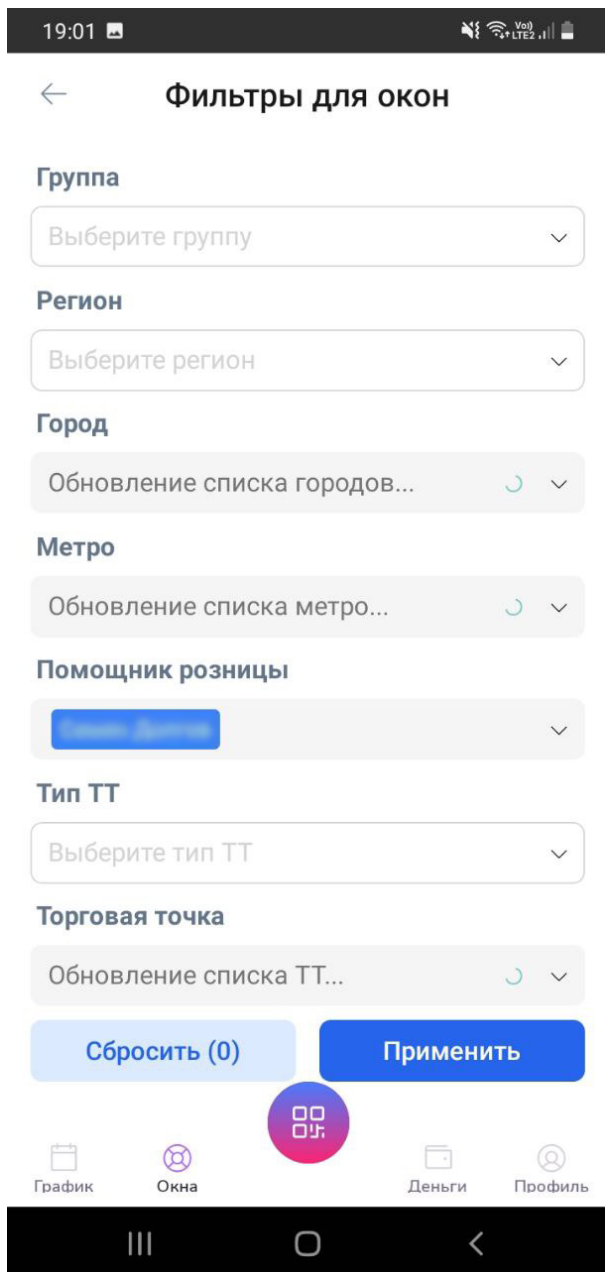 19:01
Vo))
LTE2
Фильтры для окон
Группа
Выберите группу
Регион
Выберите регион
Город
Обновление списка городов...
Метро
Обновление списка метро...
Помощник розницы
Тип ТТ
Выберите тип ТТ
Торговая точка
Обновление списка ТТ...
Сбросить (0)
Применить
График
Окна
Деньги
Профиль